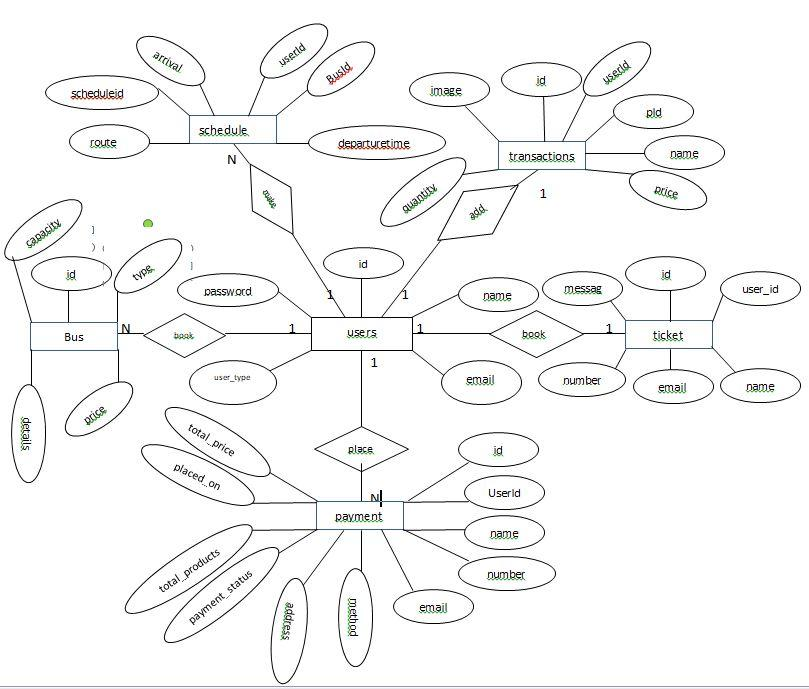 arrival
userId
BusId
scheduleid
schedule
route
departuretime
N
make
image
id
userId
pId
transactions
name
quantity
price
add
1
capacity
id
type
Bus
N
details
price
book
1
password
id
name
1
1
users
1
1
user_type
email
book
1
messag
id
user_id
ticket
number
email
name
place
N
total_price
placed_on
payment
id
UserId
name
number
total_products
payment_status
address
method
email